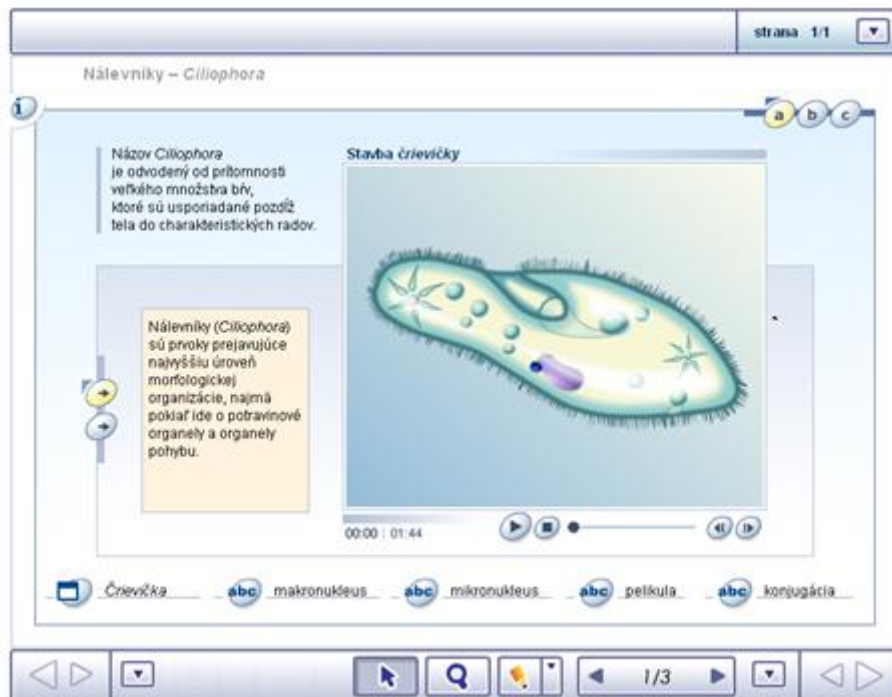 strana 1/1
Nálevníky – Ciliophora
i
a b c
Názov Ciliophora
je odvodený od prítomnosti
veľkého množstva bŕv,
ktoré sú usporiadané pozdĺž
tela do charakteristických radov.
Stavba črievičky
Nálevníky (Ciliophora)
sú prvoky prejavujúce
najvyššiu úroveň
morfologickej
organizácie, najmä
pokiaľ ide o potravinové
organely a organely
pohybu.
00:00 | 01:44
Črievička
abc makronukleus
abc mikronukleus
abc pelikula
abc konjugácia
1/3